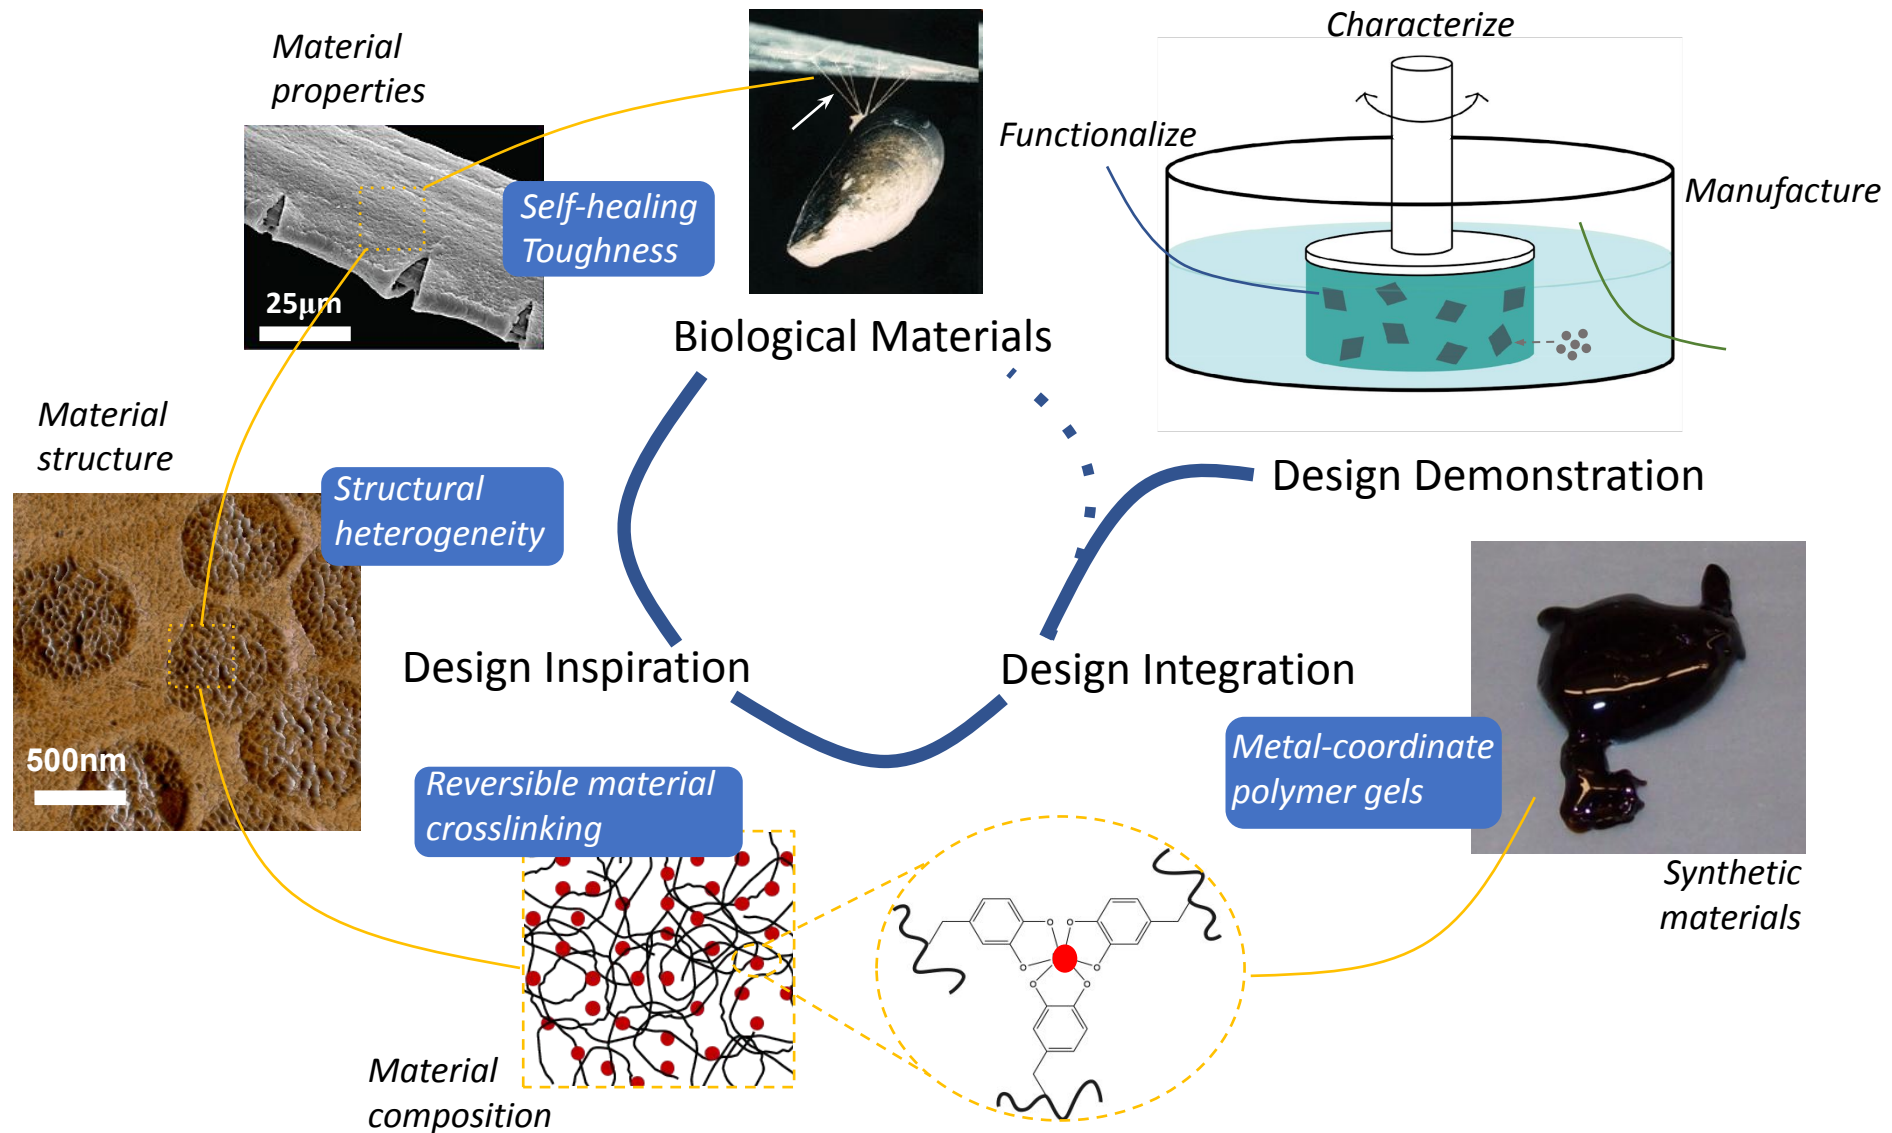 Material
properties
Characterize
Functionalize
Manufacture
Self-healing
Toughness
25μm
Biological Materials
Material
structure
Structural
heterogeneity
Design Demonstration
500nm
Design Inspiration
Design Integration
Metal-coordinate
polymer gels
Reversible material
crosslinking
Synthetic
materials
O
O
O
O
O
O
Material
composition